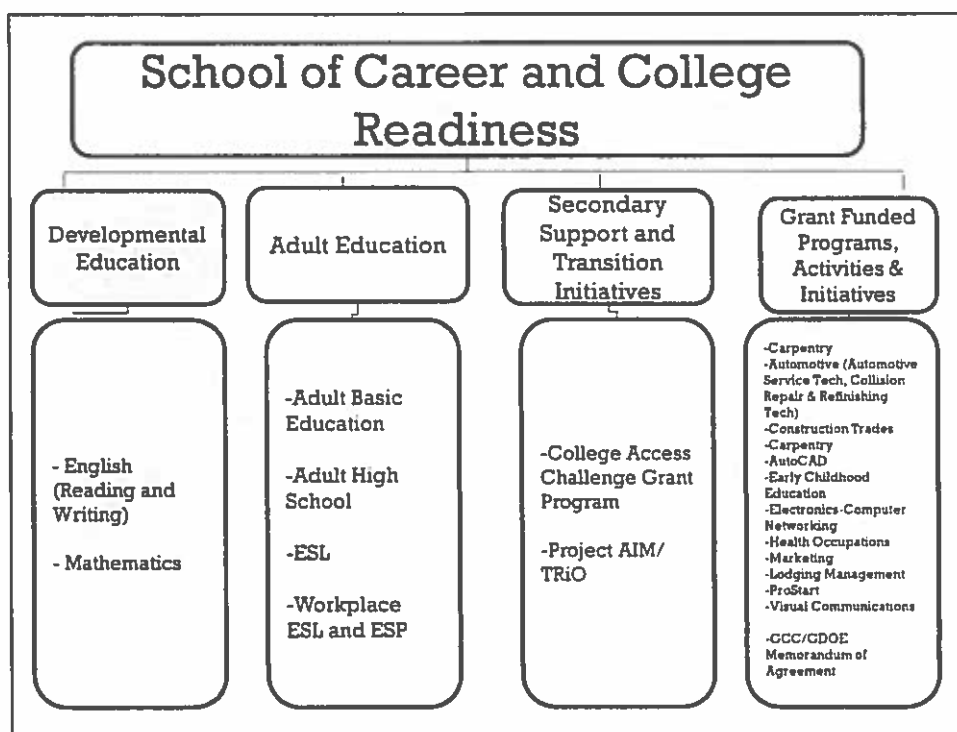 School of Career and College
Readiness
Developmental
Education
Adult Education
Secondary
Support and
Transition
Initiatives
Grant Funded
Programs,
Activities &
Initiatives
- English
(Reading and
Writing)
- Mathematics
-Adult Basic
Education
-Adult High
School
-ESL
-Workplace
ESL and ESP
-College Access
Challenge Grant
Program
-Project AIM/
TRiO
-Carpentry
-Automotive (Automotive
Service Tech, Collision
Repair & Refinishing
Tech)
-Construction Trades
-Carpentry
-AutoCAD
-Early Childhood
Education
-Electronics-Computer
Networking
-Health Occupations
-Marketing
-Lodging Management
-ProStart
-Visual Communications
-GCC/GDOE
Memorandum of
Agreement